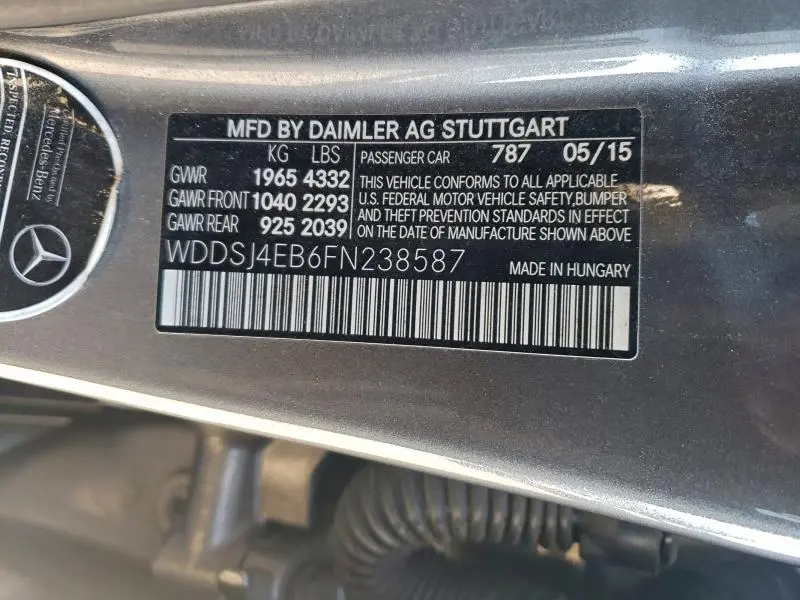 MFD BY DAIMLER AG STUTTGART
KG LBS
GVWR 1965 4332
GAWR FRONT 1040 2293
GAWR REAR 925 2039
PASSENGER CAR 787 05/15
THIS VEHICLE CONFORMS TO ALL APPLICABLE
U.S. FEDERAL MOTOR VEHICLE SAFETY,BUMPER
AND THEFT PREVENTION STANDARDS IN EFFECT
ON THE DATE OF MANUFACTURE SHOWN ABOVE
WDDSJ4EB6FN238587
MADE IN HUNGARY
Mercedes-Benz